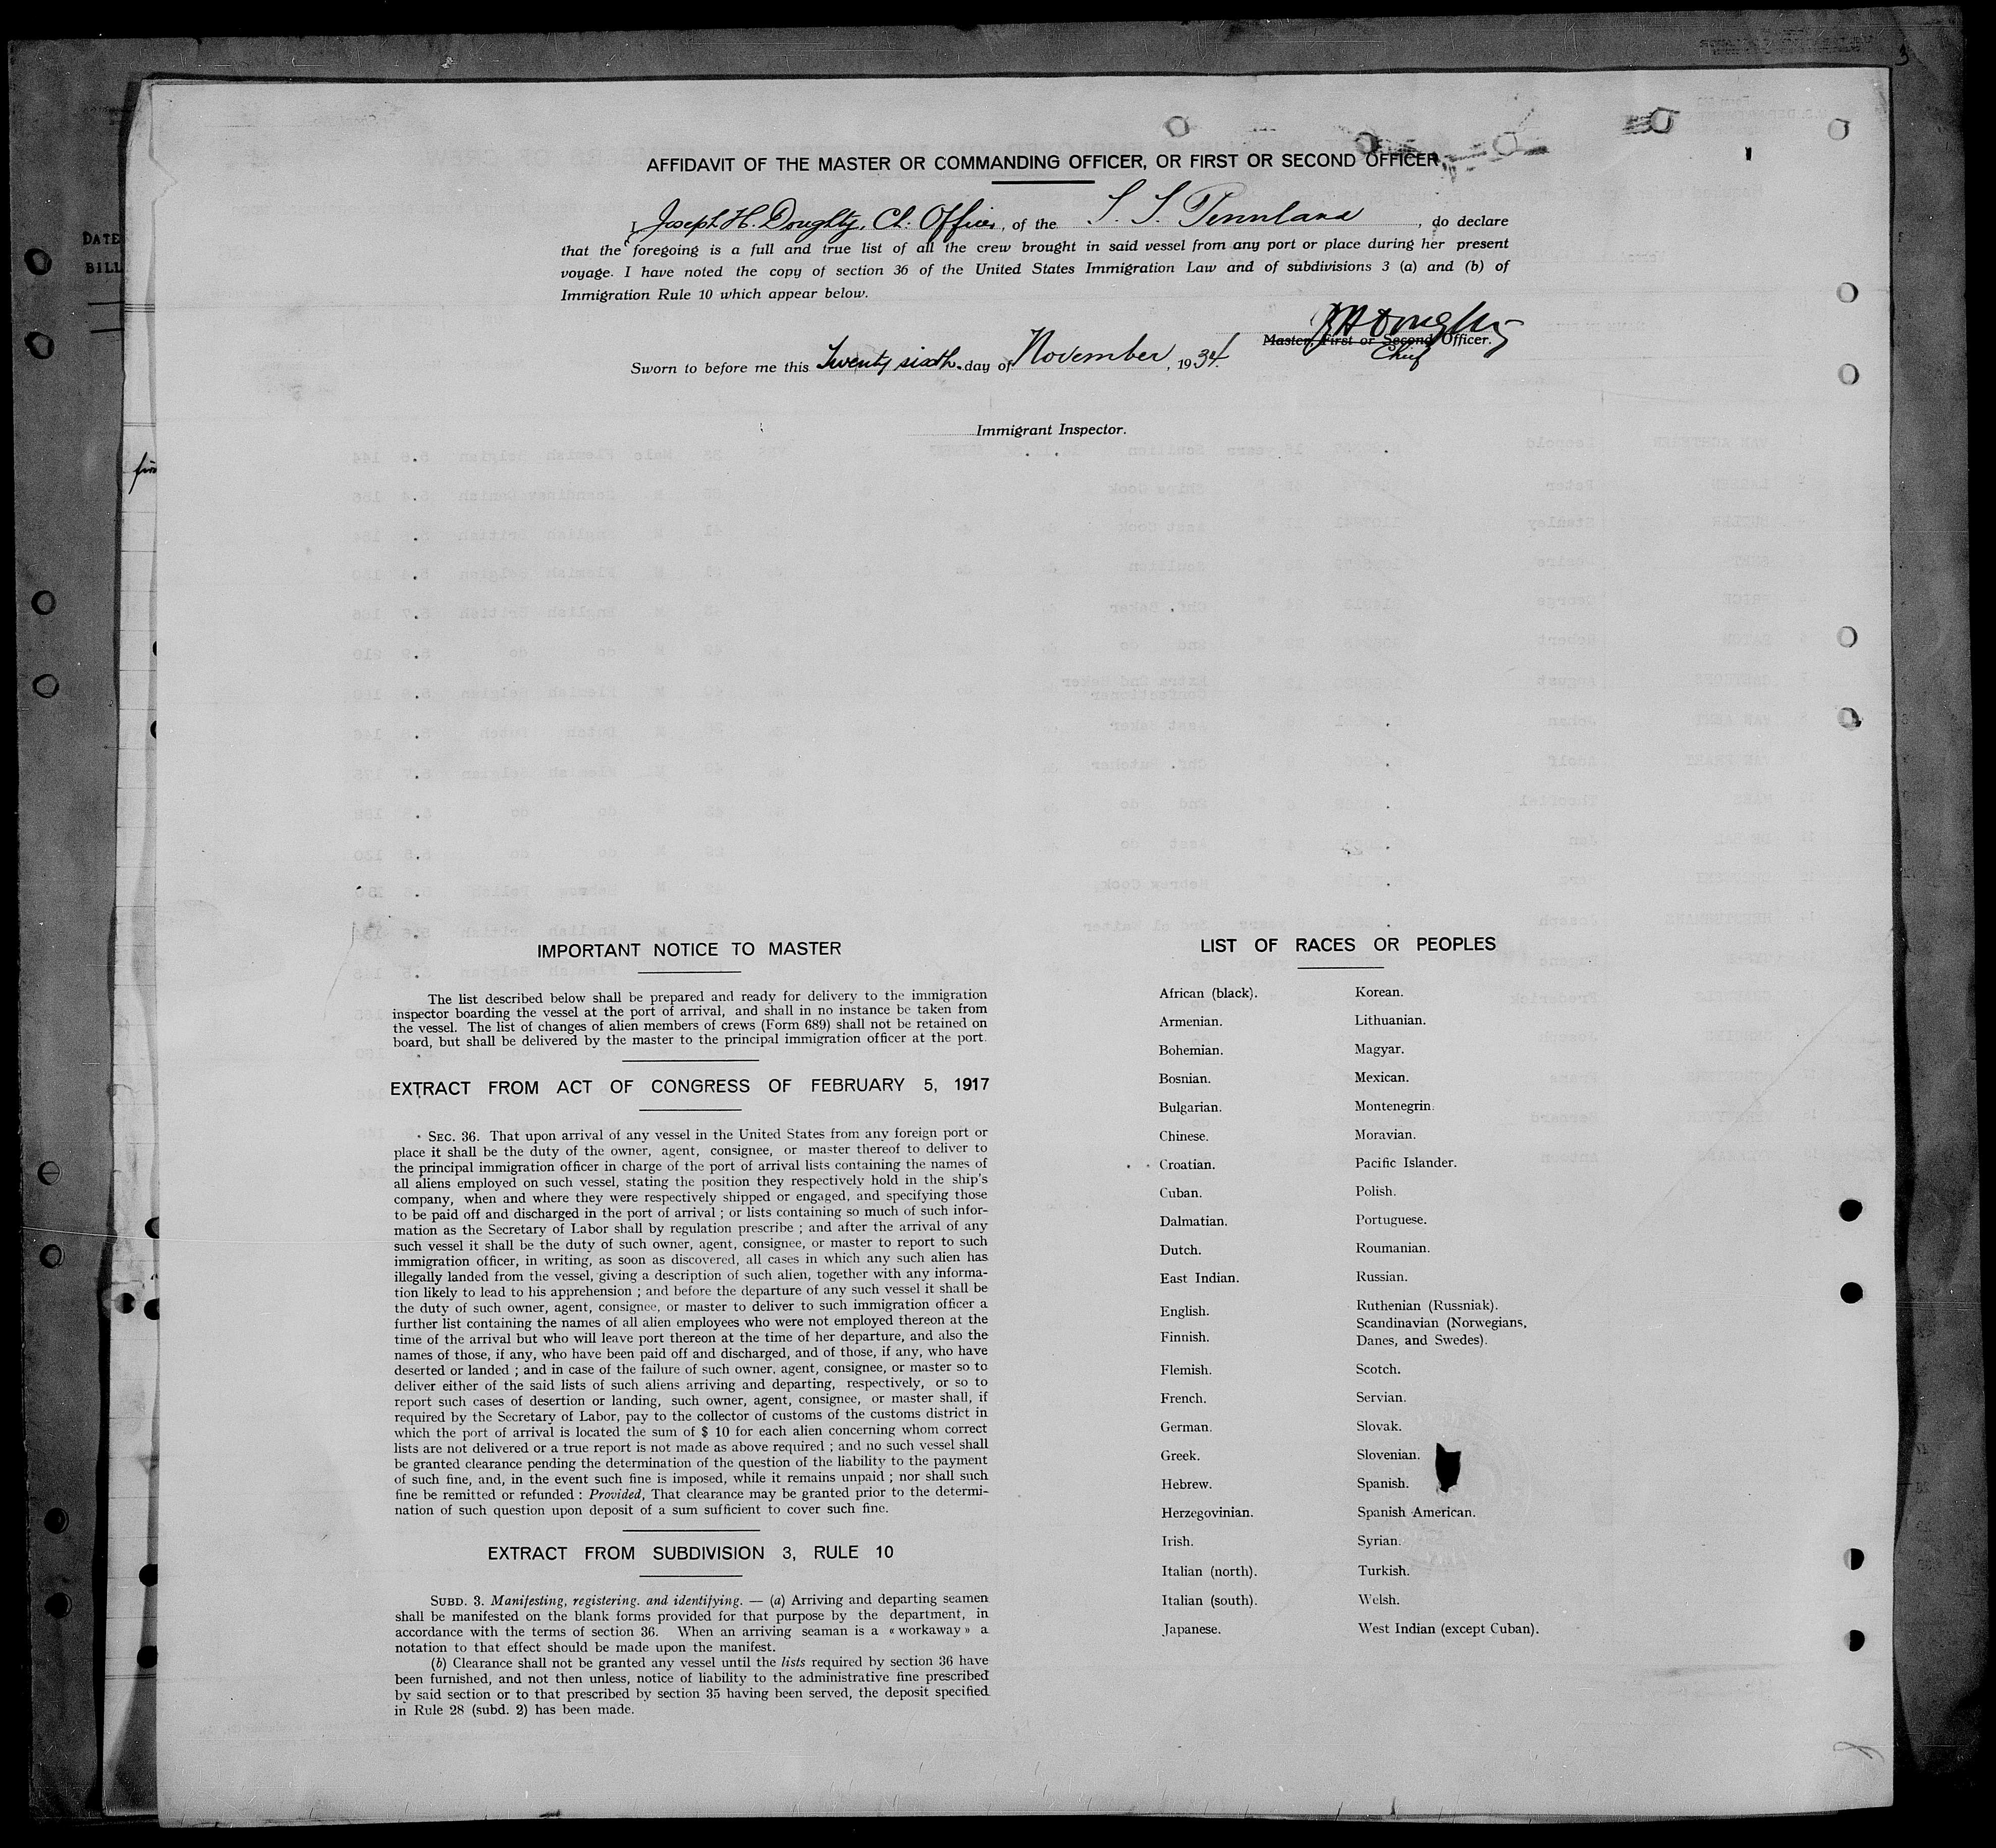 DATE
BILL
AFFIDAVIT OF THE MASTER OR COMMANDING OFFICER, OR FIRST OR SECOND OFFICER.
I, Joseph H. Doughty, Ch: Officer, of the S. S. Pennland, do declare
that the foregoing is a full and true list of all the crew brought in said vessel from any port or place during her present
voyage. I have noted the copy of section 36 of the United States Immigration Law and of subdivisions 3 (a) and (b) of
Immigration Rule 10 which appear below.
JH Doughty
Master, First or Second Officer.
Chief
Sworn to before me this Twenty sixth day of November, 1934.
Immigrant Inspector.
IMPORTANT NOTICE TO MASTER
The list described below shall be prepared and ready for delivery to the immigration
inspector boarding the vessel at the port of arrival, and shall in no instance be taken from
the vessel. The list of changes of alien members of crews (Form 689) shall not be retained on
board, but shall be delivered by the master to the principal immigration officer at the port.
EXTRACT FROM ACT OF CONGRESS OF FEBRUARY 5, 1917
SEC. 36. That upon arrival of any vessel in the United States from any foreign port or
place it shall be the duty of the owner, agent, consignee, or master thereof to deliver to
the principal immigration officer in charge of the port of arrival lists containing the names of
all aliens employed on such vessel, stating the position they respectively hold in the ship's
company, when and where they were respectively shipped or engaged, and specifying those
to be paid off and discharged in the port of arrival ; or lists containing so much of such infor-
mation as the Secretary of Labor shall by regulation prescribe ; and after the arrival of any
such vessel it shall be the duty of such owner, agent, consignee, or master to report to such
immigration officer, in writing, as soon as discovered, all cases in which any such alien has
illegally landed from the vessel, giving a description of such alien, together with any informa-
tion likely to lead to his apprehension ; and before the departure of any such vessel it shall be
the duty of such owner, agent, consignee, or master to deliver to such immigration officer a
further list containing the names of all alien employees who were not employed thereon at the
time of the arrival but who will leave port thereon at the time of her departure, and also the
names of those, if any, who have been paid off and discharged, and of those, if any, who have
deserted or landed ; and in case of the failure of such owner, agent, consignee, or master so to
deliver either of the said lists of such aliens arriving and departing, respectively, or so to
report such cases of desertion or landing, such owner, agent, consignee, or master shall, if
required by the Secretary of Labor, pay to the collector of customs of the customs district in
which the port of arrival is located the sum of $ 10 for each alien concerning whom correct
lists are not delivered or a true report is not made as above required ; and no such vessel shall
be granted clearance pending the determination of the question of the liability to the payment
of such fine, and, in the event such fine is imposed, while it remains unpaid ; nor shall such
fine be remitted or refunded : Provided, That clearance may be granted prior to the determi-
nation of such question upon deposit of a sum sufficient to cover such fine.
EXTRACT FROM SUBDIVISION 3, RULE 10
SUBD. 3. Manifesting, registering, and identifying. — (a) Arriving and departing seamen
shall be manifested on the blank forms provided for that purpose by the department, in
accordance with the terms of section 36. When an arriving seaman is a « workaway » a
notation to that effect should be made upon the manifest.
(b) Clearance shall not be granted any vessel until the lists required by section 36 have
been furnished, and not then unless, notice of liability to the administrative fine prescribed
by said section or to that prescribed by section 35 having been served, the deposit specified
in Rule 28 (subd. 2) has been made.
LIST OF RACES OR PEOPLES
African (black).
Armenian.
Bohemian.
Bosnian.
Bulgarian.
Chinese.
Croatian.
Cuban.
Dalmatian.
Dutch.
East Indian.
English.
Finnish.
Flemish.
French.
German.
Greek.
Hebrew.
Herzegovinian.
Irish.
Italian (north).
Italian (south).
Japanese.
Korean.
Lithuanian.
Magyar.
Mexican.
Montenegrin.
Moravian.
Pacific Islander.
Polish.
Portuguese.
Roumanian.
Russian.
Ruthenian (Russniak).
Scandinavian (Norwegians,
Danes, and Swedes).
Scotch.
Servian.
Slovak.
Slovenian.
Spanish.
Spanish American.
Syrian.
Turkish.
Welsh.
West Indian (except Cuban).